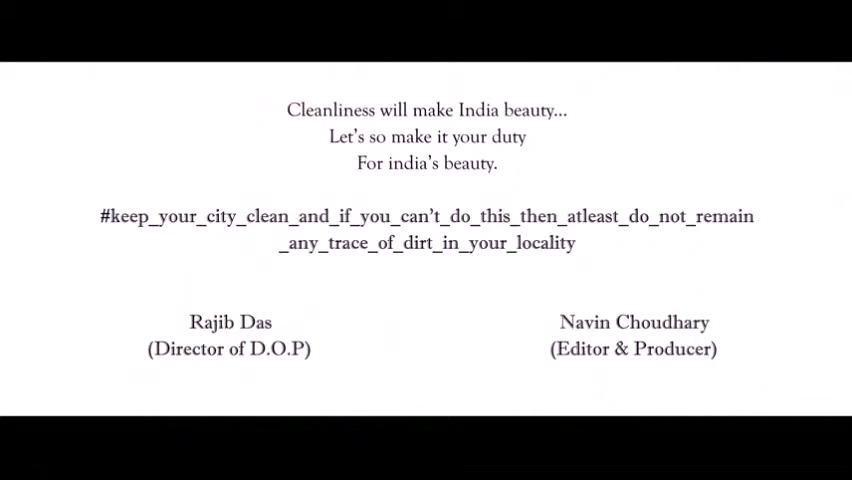 Cleanliness will make India beauty...
Let's so make it your duty
For india's beauty.
#keep_your_city_clean_and_if_you_can't_do_this_then_atleast_do_not_remain
_any_trace_of_dirt_in_your_locality
Rajib Das
(Director of D.O.P)
Navin Choudhary
(Editor & Producer)